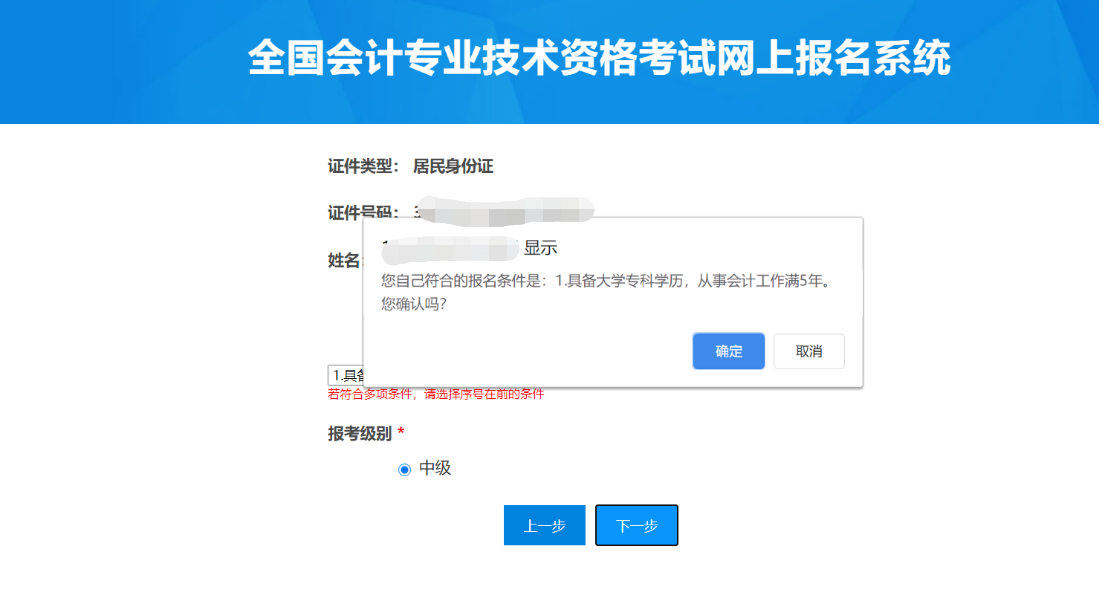 全国会计专业技术资格考试网上报名系统
证件类型： 居民身份证
证件号码：
显示
姓名
您自己符合的报名条件是：1.具备大学专科学历，从事会计工作满5年。
您确认吗?
确定 取消
1.具备
若符合多项条件，请选择序号在前的条件
报考级别 *
中级
上一步 下一步